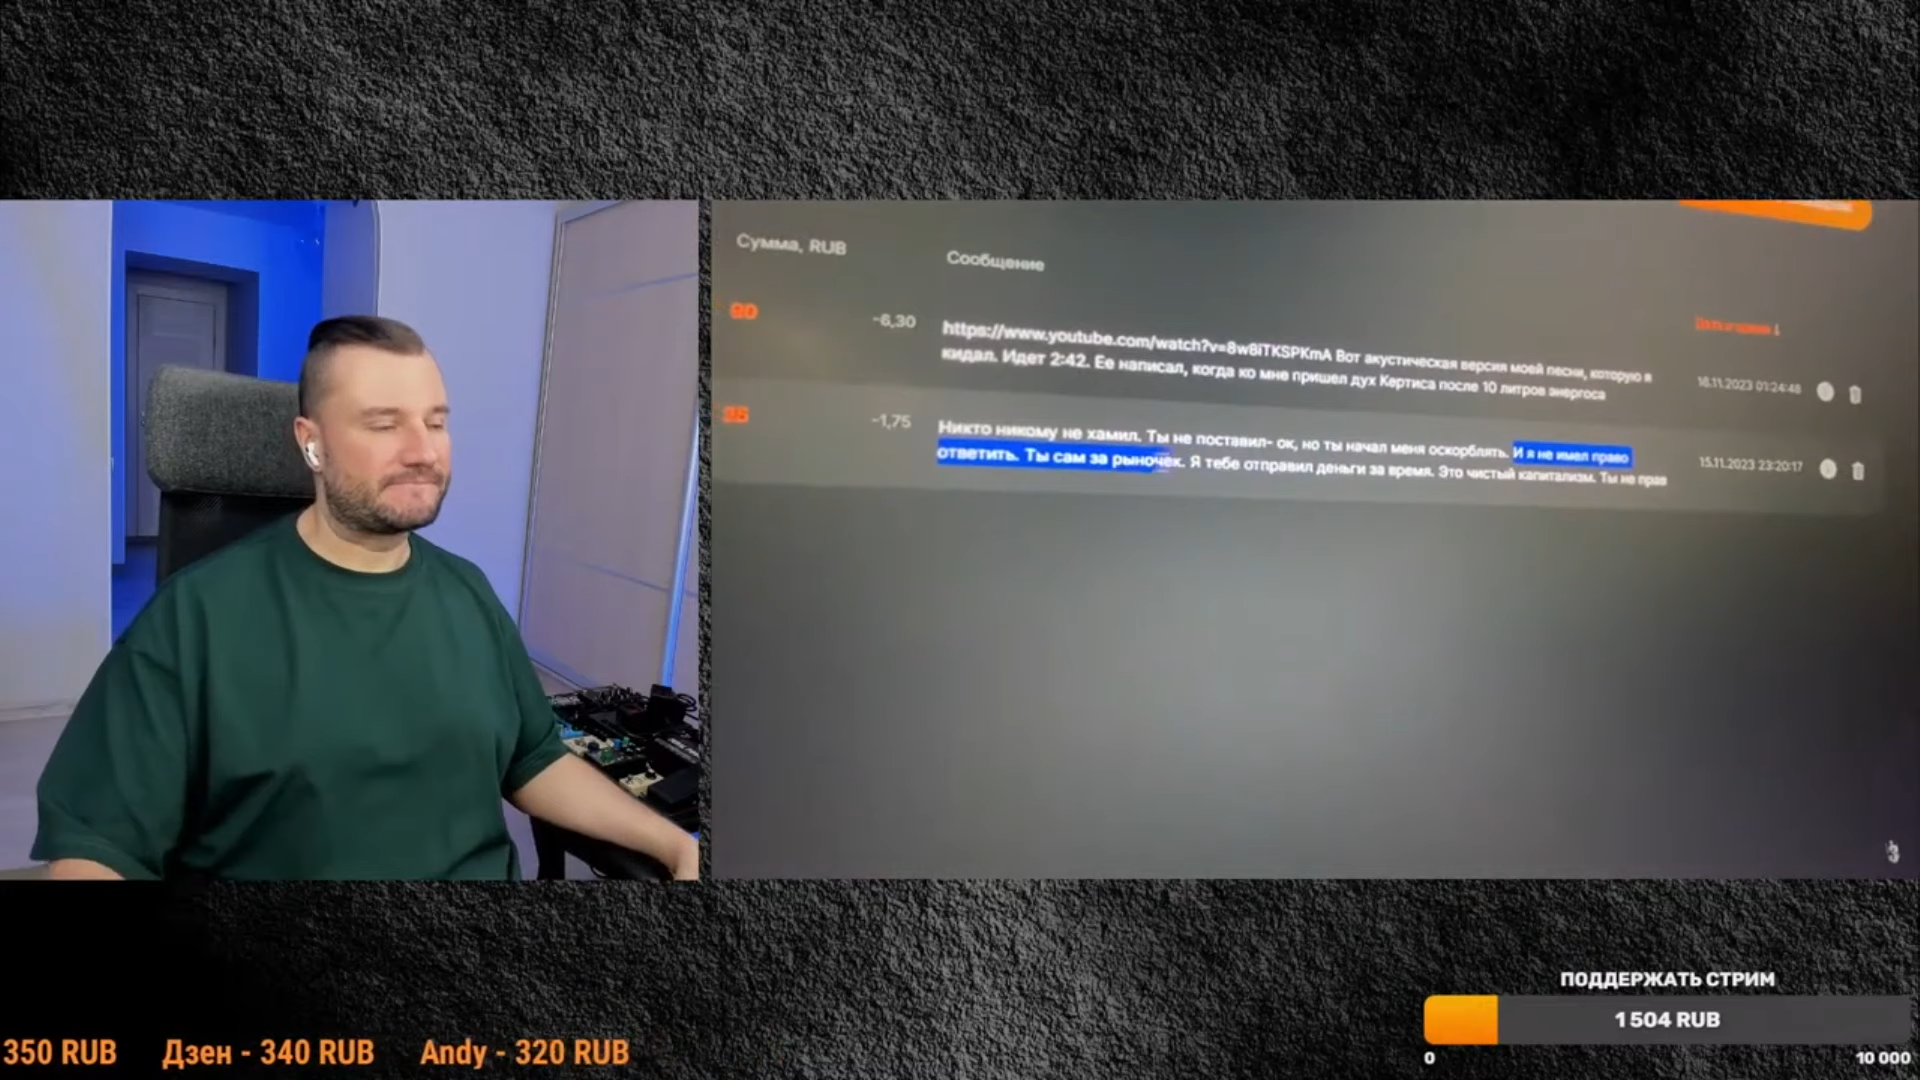 Сумма, RUB
Сообщение
90
-6,30
https://www.youtube.com/watch?v=8w8iTKSPKmA Вот акустическая версия моей песни, которую я
кидал. Идет 2:42. Ее написал, когда ко мне пришел дух Кертиса после 10 литров энергоса
16.11.2023 01:24:48
-1,75
Никто никому не хамил. Ты не поставил- ок, но ты начал меня оскорблять. И я не имел право
ответить. Ты сам за рыночек. Я тебе отправил деньги за время. Это чистый капитализм. Ты не прав
15.11.2023 23:20:17
ПОДДЕРЖАТЬ СТРИМ
1 504 RUB
0
10 000
350 RUB
Дзен - 340 RUB
Andy - 320 RUB